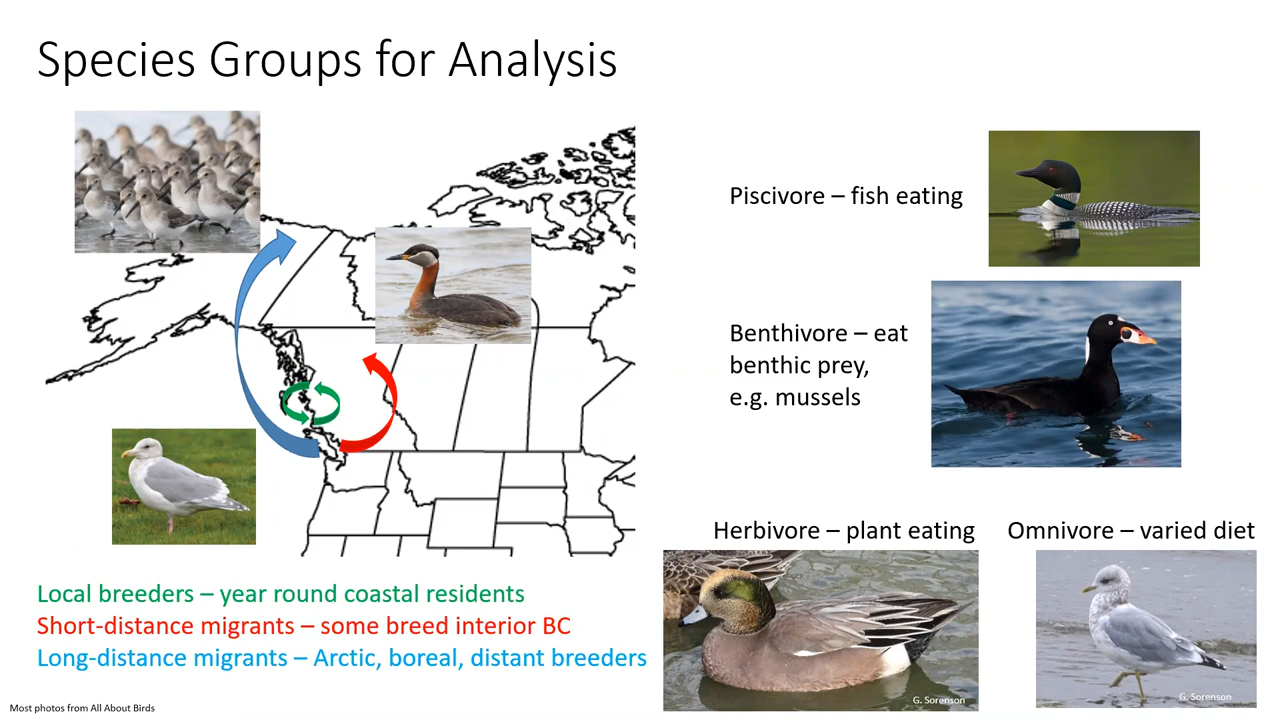 Species Groups for Analysis
Piscivore – fish eating
Benthivore – eat
benthic prey,
e.g. mussels
Herbivore – plant eating
Omnivore – varied diet
Local breeders – year round coastal residents
Short-distance migrants – some breed interior BC
Long-distance migrants – Arctic, boreal, distant breeders
G. Sorenson
G. Sorenson
Most photos from All About Birds